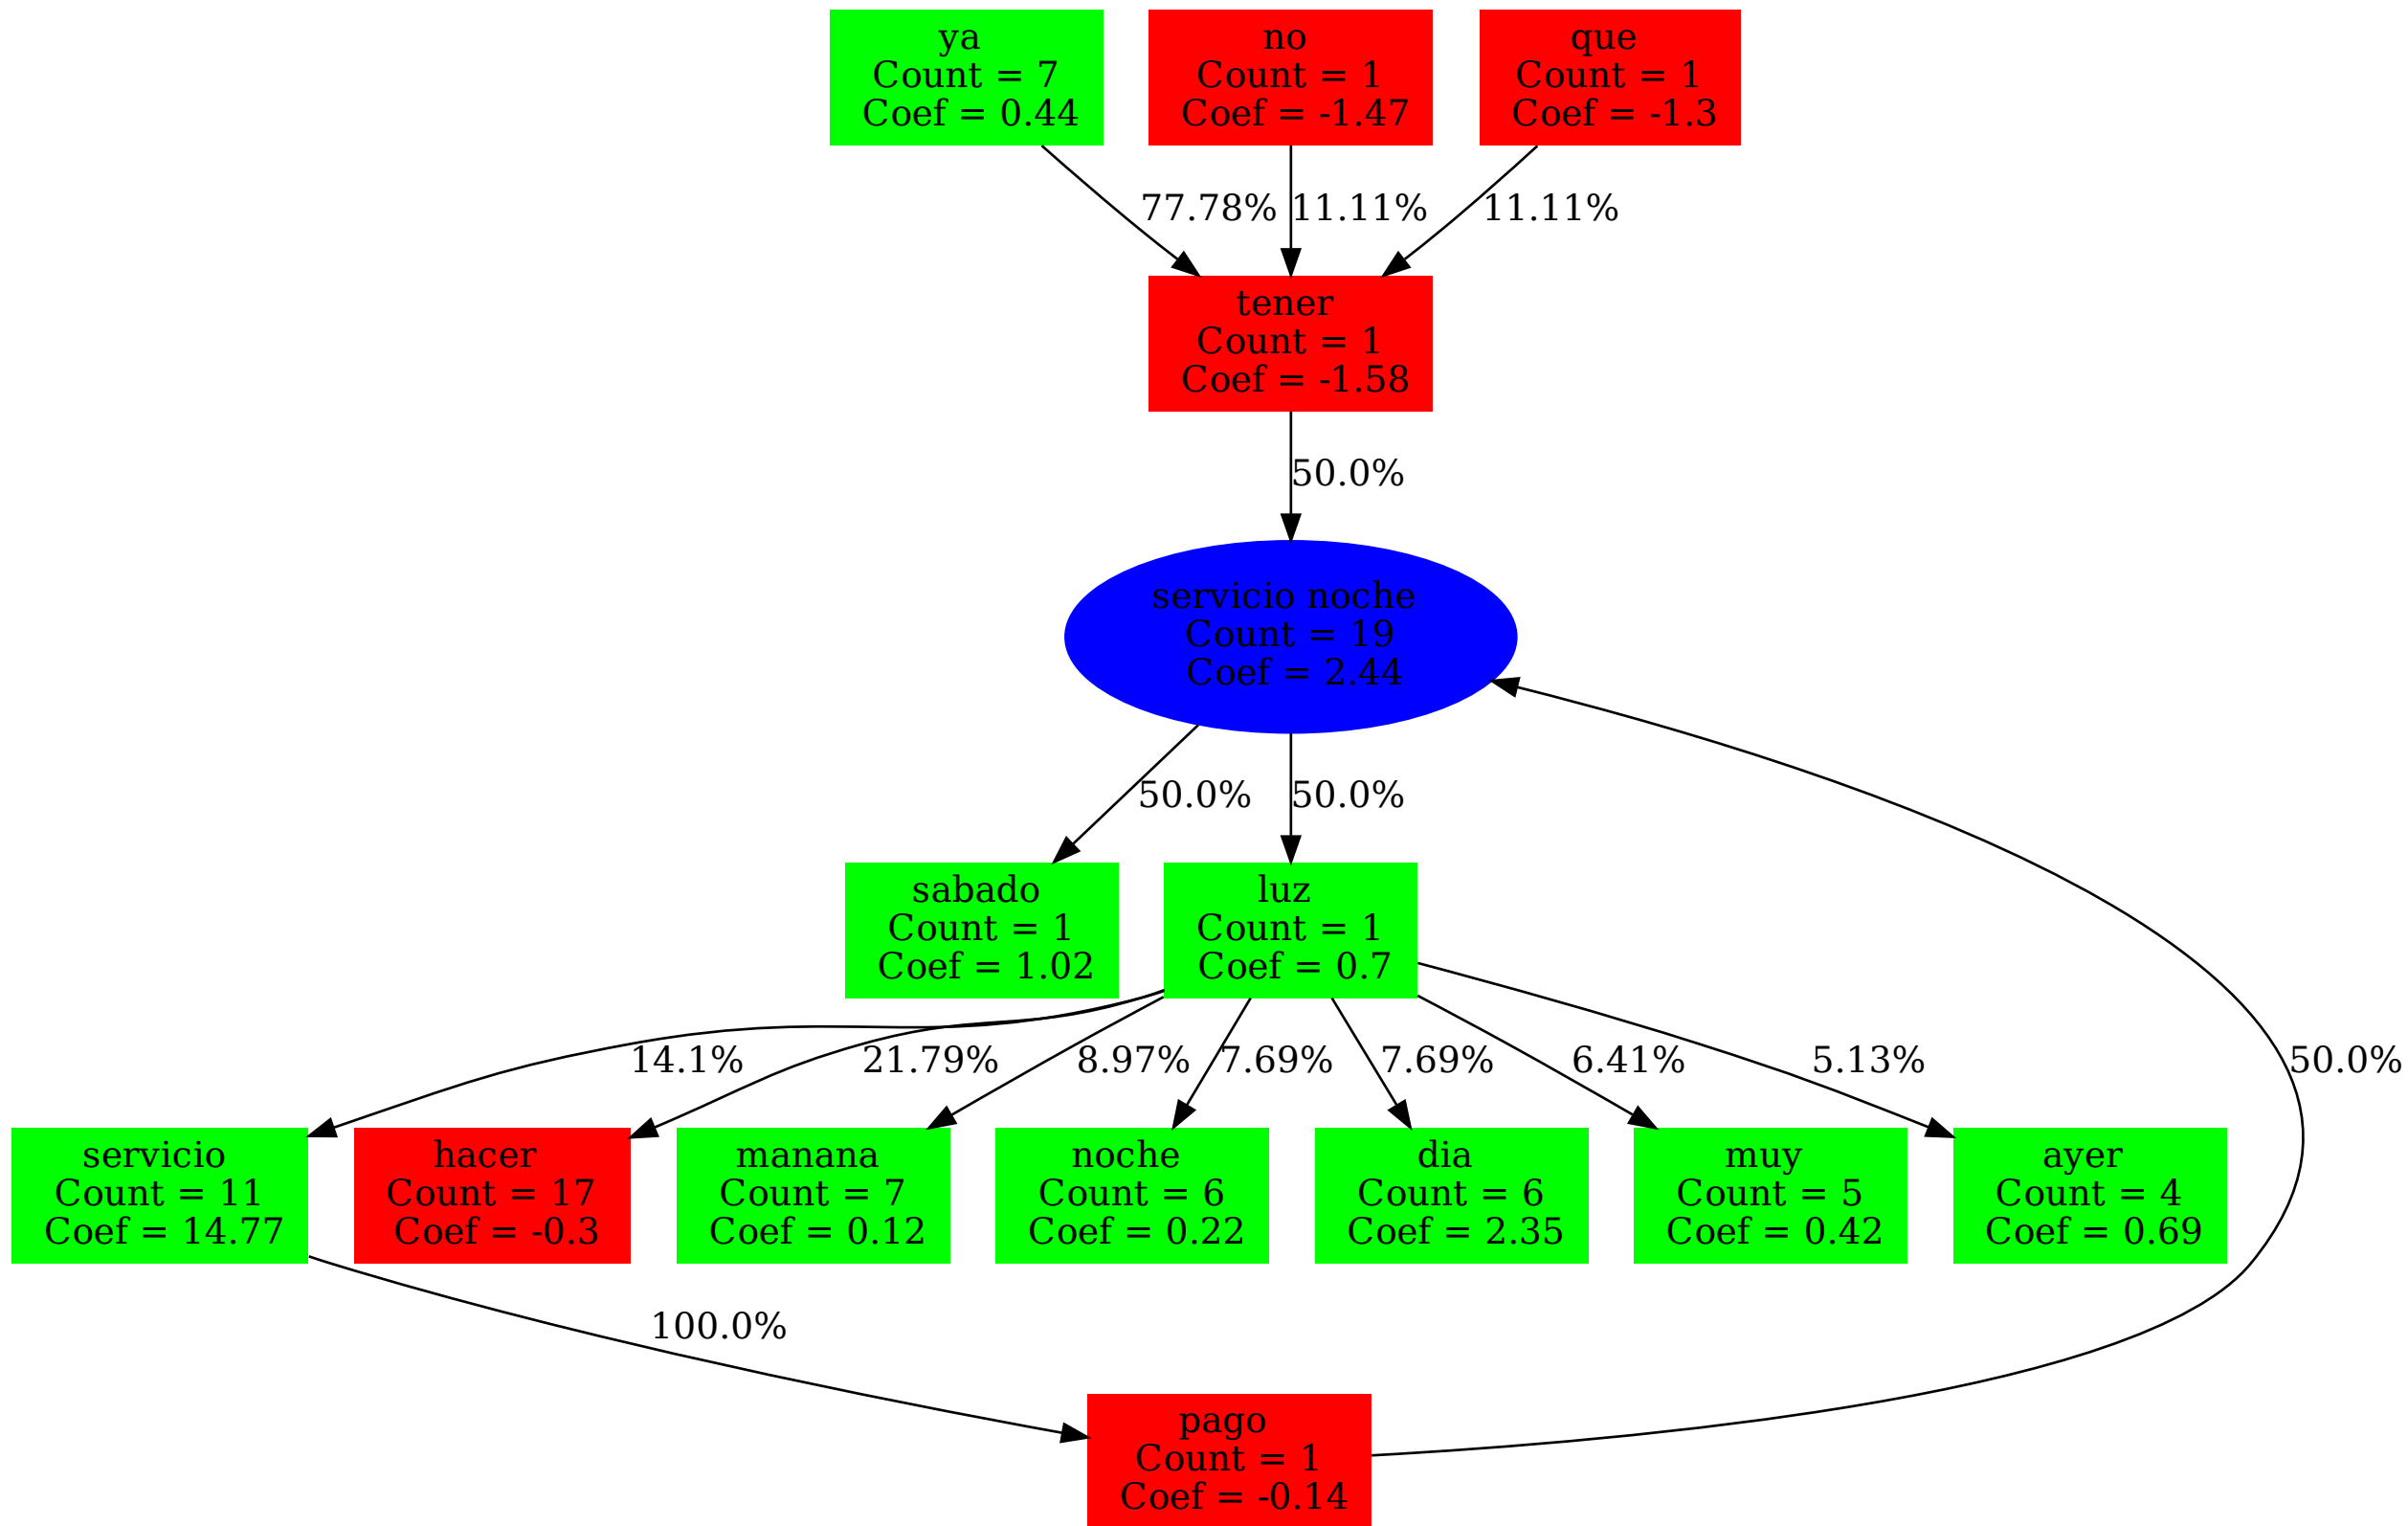 ya
Count = 7
Coef = 0.44
no
Count = 1
Coef = -1.47
que
Count = 1
Coef = -1.3
77.78%
11.11%
11.11%
tener
Count = 1
Coef = -1.58
50.0%
servicio noche
Count = 19
Coef = 2.44
50.0%
50.0%
sabado
Count = 1
Coef = 1.02
luz
Count = 1
Coef = 0.7
14.1%
21.79%
8.97%
7.69%
7.69%
6.41%
5.13%
50.0%
servicio
Count = 11
Coef = 14.77
hacer
Count = 17
Coef = -0.3
manana
Count = 7
Coef = 0.12
noche
Count = 6
Coef = 0.22
dia
Count = 6
Coef = 2.35
muy
Count = 5
Coef = 0.42
ayer
Count = 4
Coef = 0.69
100.0%
pago
Count = 1
Coef = -0.14